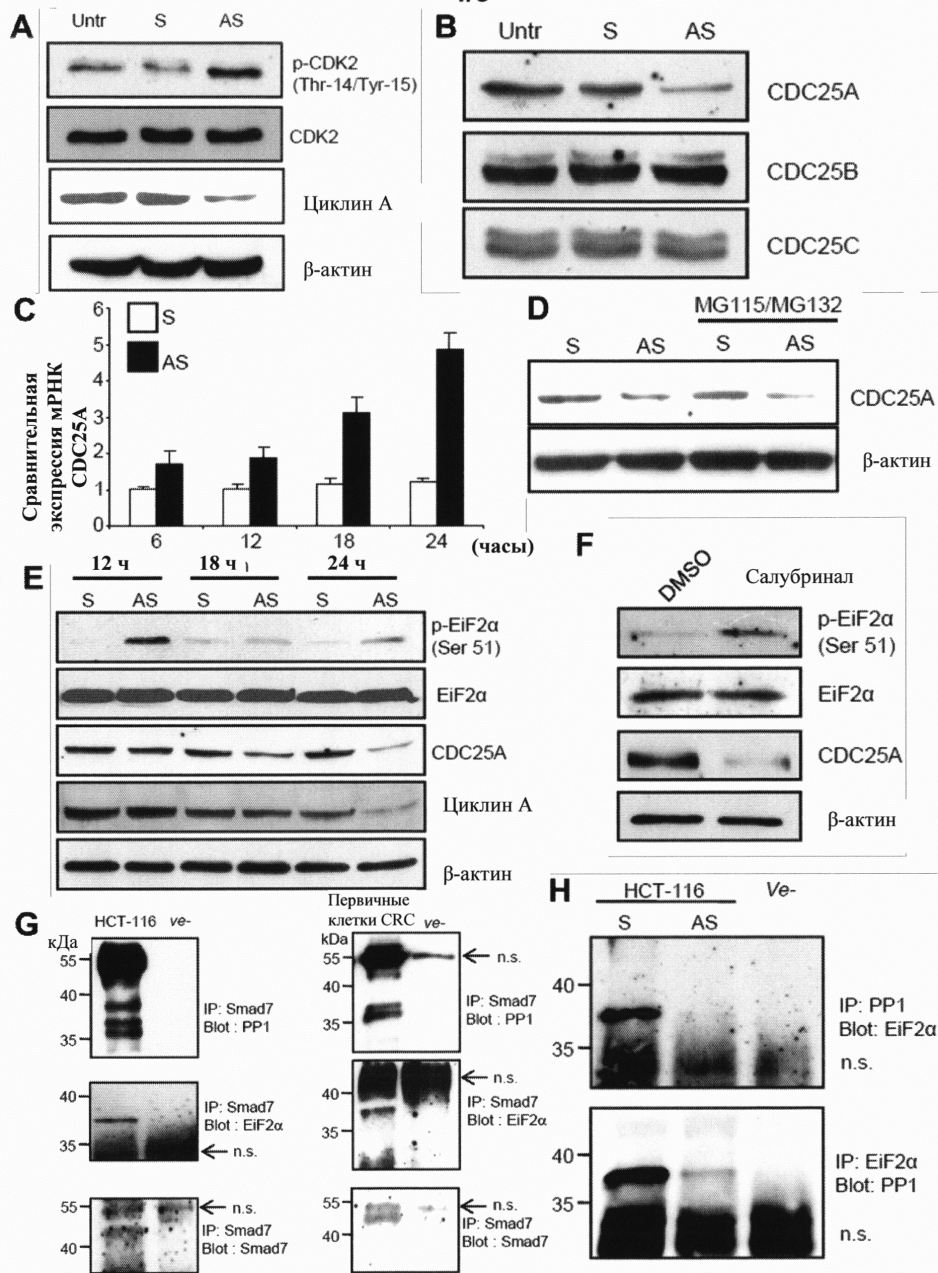 A
Untr S AS
p-CDK2
(Thr-14/Tyr-15)
CDK2
Циклин А
β-актин
B
Untr S AS
CDC25A
CDC25B
CDC25C
C
S
AS
Сравнительная
экспрессия мРНК
CDC25A
6
5
4
3
2
1
0
6 12 18 24 (часы)
D
MG115/MG132
S AS S AS
CDC25A
β-актин
E
12 ч 18 ч 24 ч
S AS S AS S AS
p-EiF2α
(Ser 51)
EiF2α
CDC25A
Циклин А
β-актин
F
DMSO Салубринал
p-EiF2α
(Ser 51)
EiF2α
CDC25A
β-актин
G
HCT-116 ve-
кДа
55
40
35
IP: Smad7
Blot : PP1
40
35
IP: Smad7
Blot : EiF2α
n.s.
55
40
n.s.
IP: Smad7
Blot : Smad7
Первичные
клетки CRC ve-
kDa
55
40
35
n.s.
IP: Smad7
Blot : PP1
40
35
n.s.
IP: Smad7
Blot : EiF2α
55
40
n.s.
IP: Smad7
Blot : Smad7
H
HCT-116 Ve-
S AS
40
35
IP: PP1
Blot: EiF2α
n.s.
40
35
IP: EiF2α
Blot: PP1
n.s.